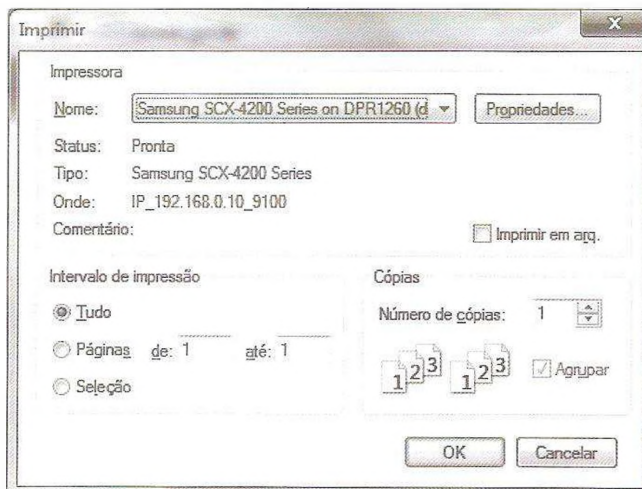 Imprimir
Impressora
Nome: Samsung SCX-4200 Series on DPR1260 (d Propriedades...
Status: Pronta
Tipo: Samsung SCX-4200 Series
Onde: IP_192.168.0.10_9100
Comentário: Imprimir em arq.
Intervalo de impressão Cópias
Tudo Número de cópias: 1
Páginas de: 1 até: 1
1 2 3 1 2 3 Agrupar
Seleção
OK Cancelar